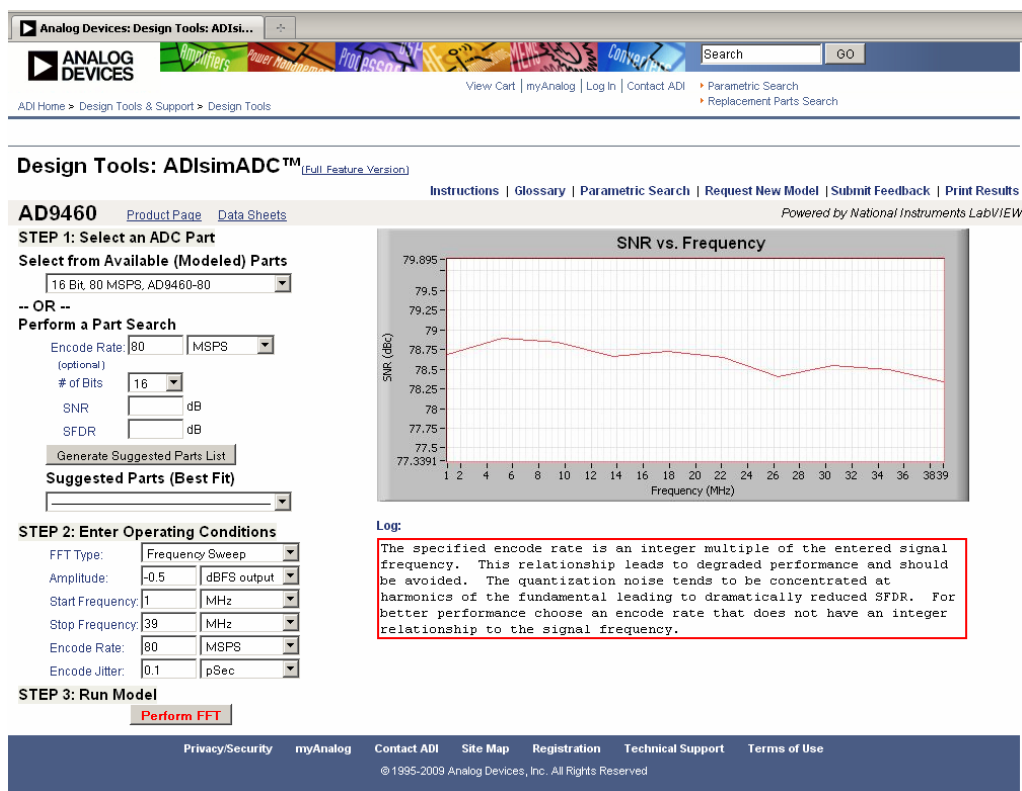 Analog Devices: Design Tools: ADIsi...
ANALOG DEVICES
Amplifiers
Power Management
Processors DSP
RF
MEMS
Converters
Search GO
View Cart | myAnalog | Log In | Contact ADI
Parametric Search
Replacement Parts Search
ADI Home > Design Tools & Support > Design Tools
Design Tools: ADIsimADC™ (Full Feature Version)
Instructions | Glossary | Parametric Search | Request New Model | Submit Feedback | Print Results
AD9460 Product Page Data Sheets
Powered by National Instruments LabVIEW
STEP 1: Select an ADC Part
Select from Available (Modeled) Parts
16 Bit, 80 MSPS, AD9460-80
-- OR --
Perform a Part Search
Encode Rate: 80 MSPS
(optional)
# of Bits 16
SNR dB
SFDR dB
Generate Suggested Parts List
Suggested Parts (Best Fit)
STEP 2: Enter Operating Conditions
FFT Type: Frequency Sweep
Amplitude: -0.5 dBFS output
Start Frequency: 1 MHz
Stop Frequency: 39 MHz
Encode Rate: 80 MSPS
Encode Jitter: 0.1 pSec
STEP 3: Run Model
Perform FFT
SNR vs. Frequency
SNR (dBc)
79.895
79.5
79.25
79
78.75
78.5
78.25
78
77.75
77.5
77.3391
1 2 4 6 8 10 12 14 16 18 20 22 24 26 28 30 32 34 36 3839
Frequency (MHz)
Log:
The specified encode rate is an integer multiple of the entered signal
frequency. This relationship leads to degraded performance and should
be avoided. The quantization noise tends to be concentrated at
harmonics of the fundamental leading to dramatically reduced SFDR. For
better performance choose an encode rate that does not have an integer
relationship to the signal frequency.
Privacy/Security myAnalog Contact ADI Site Map Registration Technical Support Terms of Use
© 1995-2009 Analog Devices, Inc. All Rights Reserved